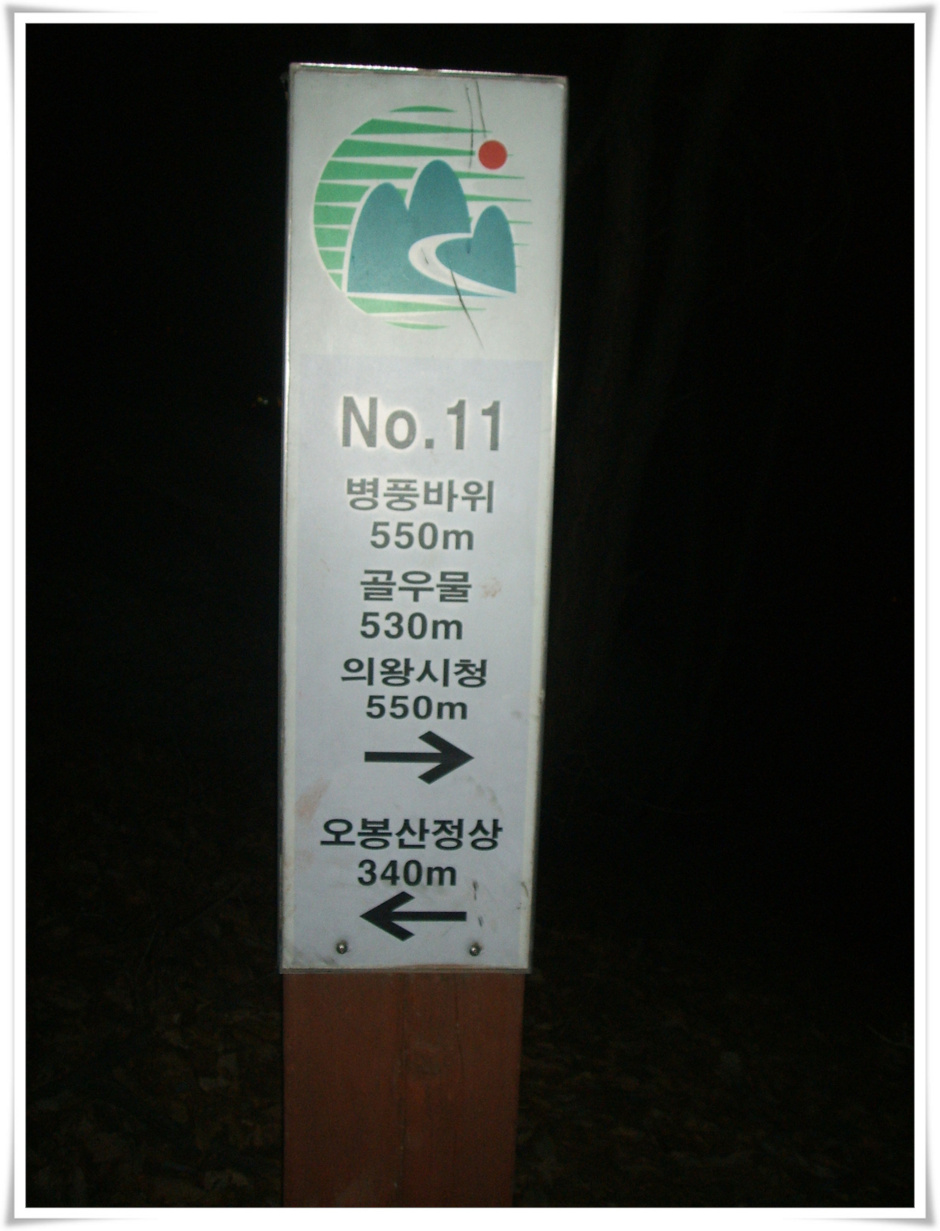 No.11
병풍바위
550m
골우물
530m
의왕시청
550m
→
오봉산정상
340m
←